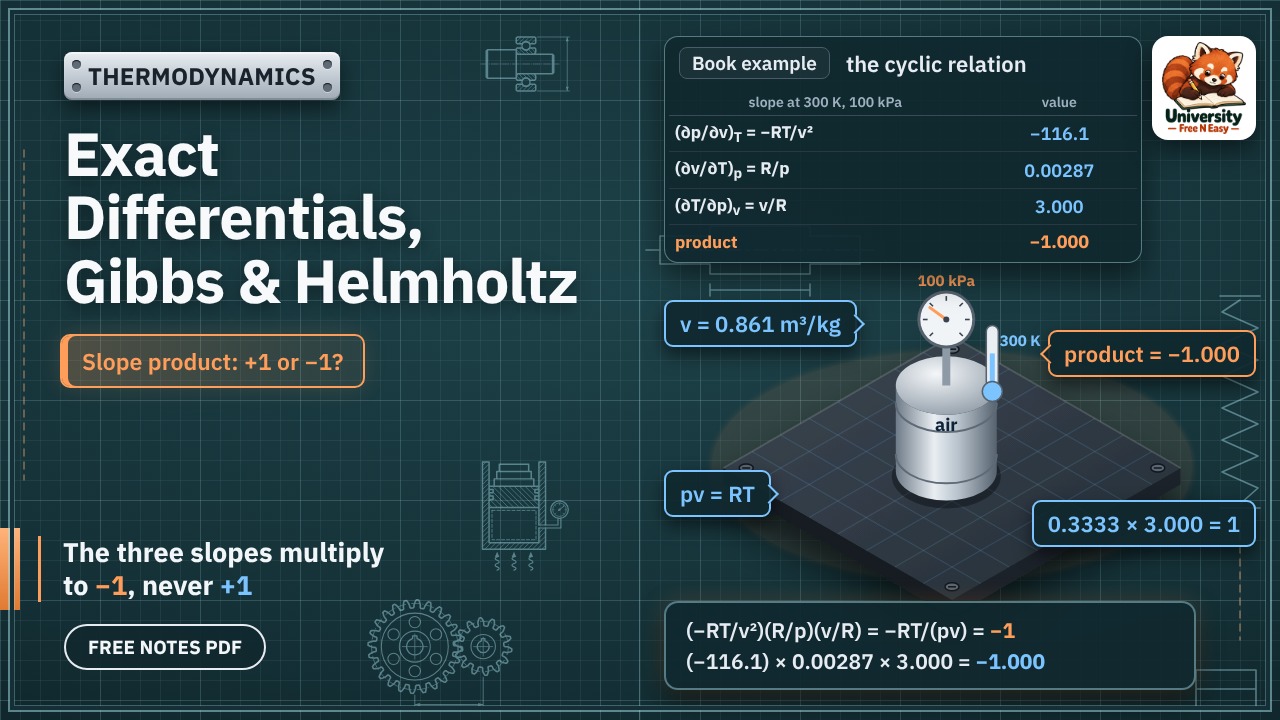 THERMODYNAMICS
Exact
Differentials,
Gibbs & Helmholtz
Slope product: +1 or −1?
The three slopes multiply
to −1, never +1
FREE NOTES PDF
Book example the cyclic relation
slope at 300 K, 100 kPa value
(∂p/∂v)T = −RT/v² −116.1
(∂v/∂T)p = R/p 0.00287
(∂T/∂p)v = v/R 3.000
product −1.000
University
Free N Easy
100 kPa
v = 0.861 m³/kg
300 K
product = −1.000
air
pv = RT
0.3333 × 3.000 = 1
(−RT/v²)(R/p)(v/R) = −RT/(pv) = −1
(−116.1) × 0.00287 × 3.000 = −1.000